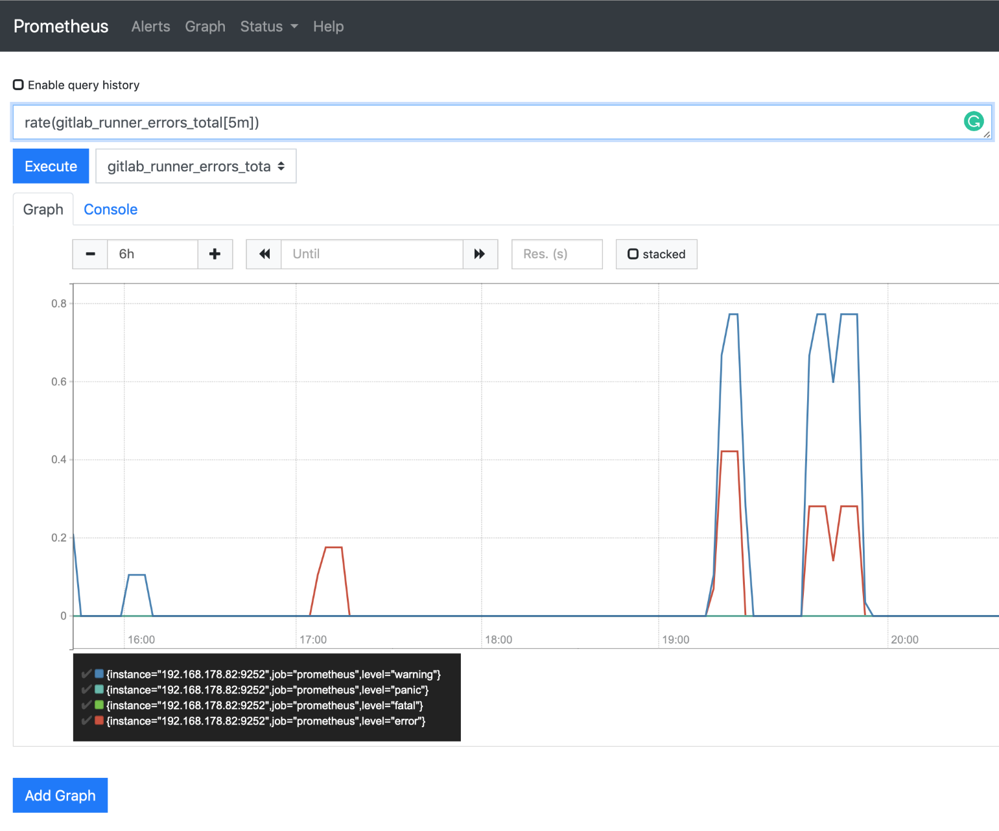 Prometheus Alerts Graph Status Help
Enable query history
rate(gitlab_runner_errors_total[5m])
Execute gitlab_runner_errors_tota
Graph Console
6h Until Res. (s) stacked
0.8
0.6
0.4
0.2
0
16:00 17:00 18:00 19:00 20:00
{instance="192.168.178.82:9252",job="prometheus",level="warning"}
{instance="192.168.178.82:9252",job="prometheus",level="panic"}
{instance="192.168.178.82:9252",job="prometheus",level="fatal"}
{instance="192.168.178.82:9252",job="prometheus",level="error"}
Add Graph